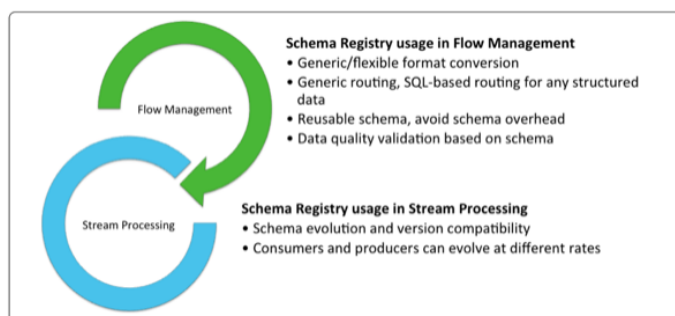 Schema Registry usage in Flow Management
• Generic/flexible format conversion
• Generic routing, SQL-based routing for any structured
data
• Reusable schema, avoid schema overhead
• Data quality validation based on schema
Flow Management
Schema Registry usage in Stream Processing
• Schema evolution and version compatibility
• Consumers and producers can evolve at different rates
Stream Processing